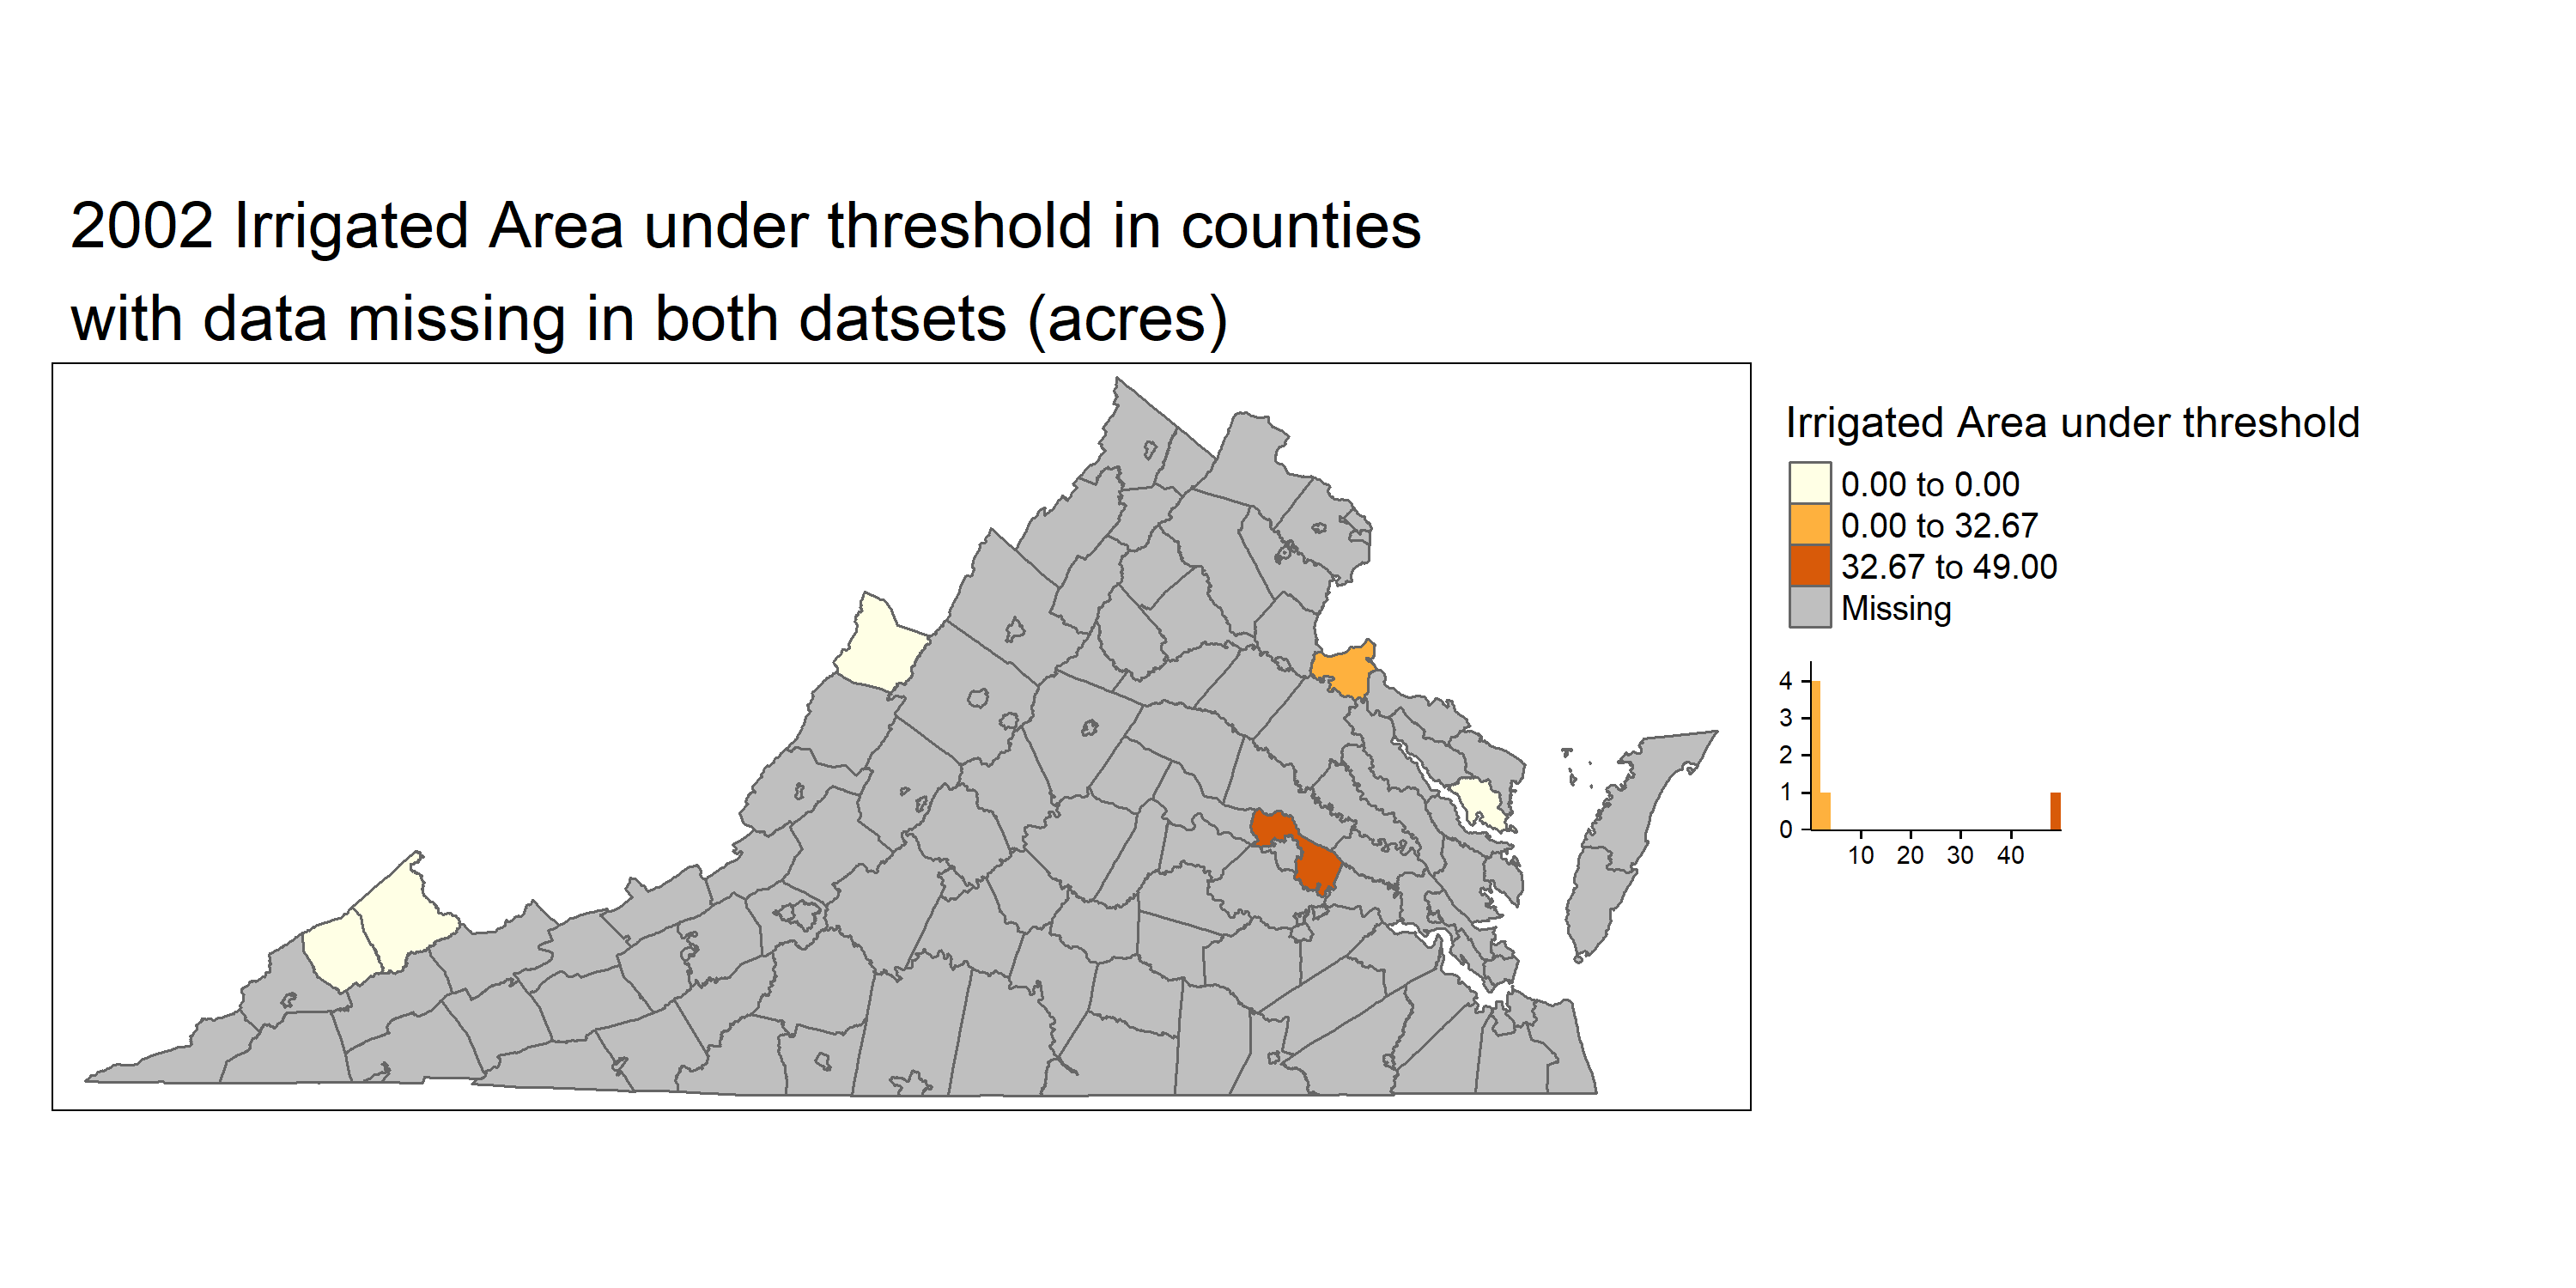 2002 Irrigated Area under threshold in counties
with data missing in both datsets (acres)
Irrigated Area under threshold
0.00 to 0.00
0.00 to 32.67
32.67 to 49.00
Missing
4
3
2
1
0
10 20 30 40